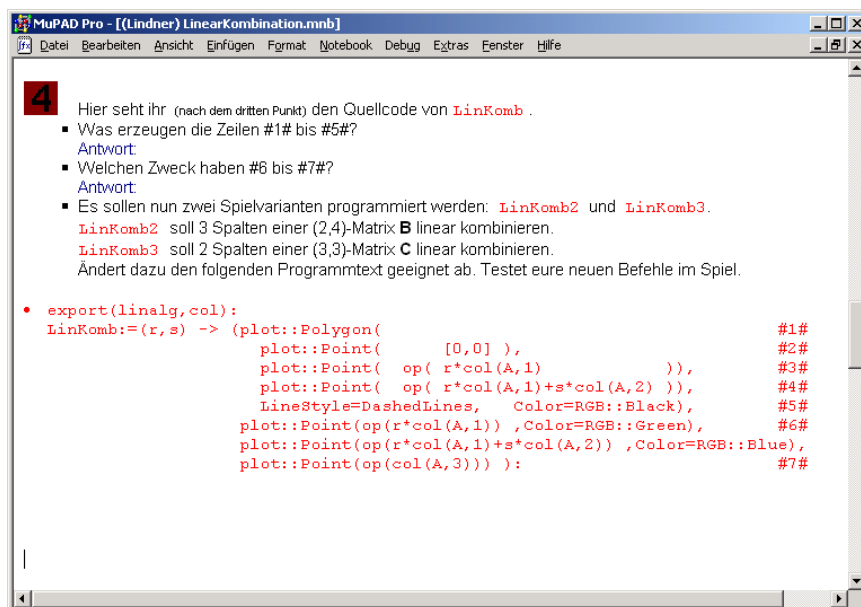 MuPAD Pro - [(Lindner) LinearKombination.mnb]
Datei Bearbeiten Ansicht Einfügen Format Notebook Debug Extras Fenster Hilfe
4 Hier seht ihr (nach dem dritten Punkt) den Quellcode von LinKomb .
▪ Was erzeugen die Zeilen #1# bis #5#?
Antwort:
▪ Welchen Zweck haben #6 bis #7#?
Antwort:
▪ Es sollen nun zwei Spielvarianten programmiert werden: LinKomb2 und LinKomb3.
LinKomb2 soll 3 Spalten einer (2,4)-Matrix B linear kombinieren.
LinKomb3 soll 2 Spalten einer (3,3)-Matrix C linear kombinieren.
Ändert dazu den folgenden Programmtext geeignet ab. Testet eure neuen Befehle im Spiel.
• export(linalg,col):
LinKomb:=(r,s) -> (plot::Polygon( #1#
plot::Point( [0,0] ), #2#
plot::Point( op( r*col(A,1) )), #3#
plot::Point( op( r*col(A,1)+s*col(A,2) )), #4#
LineStyle=DashedLines, Color=RGB::Black), #5#
plot::Point(op(r*col(A,1)) ,Color=RGB::Green), #6#
plot::Point(op(r*col(A,1)+s*col(A,2)) ,Color=RGB::Blue),
plot::Point(op(col(A,3))) ): #7#